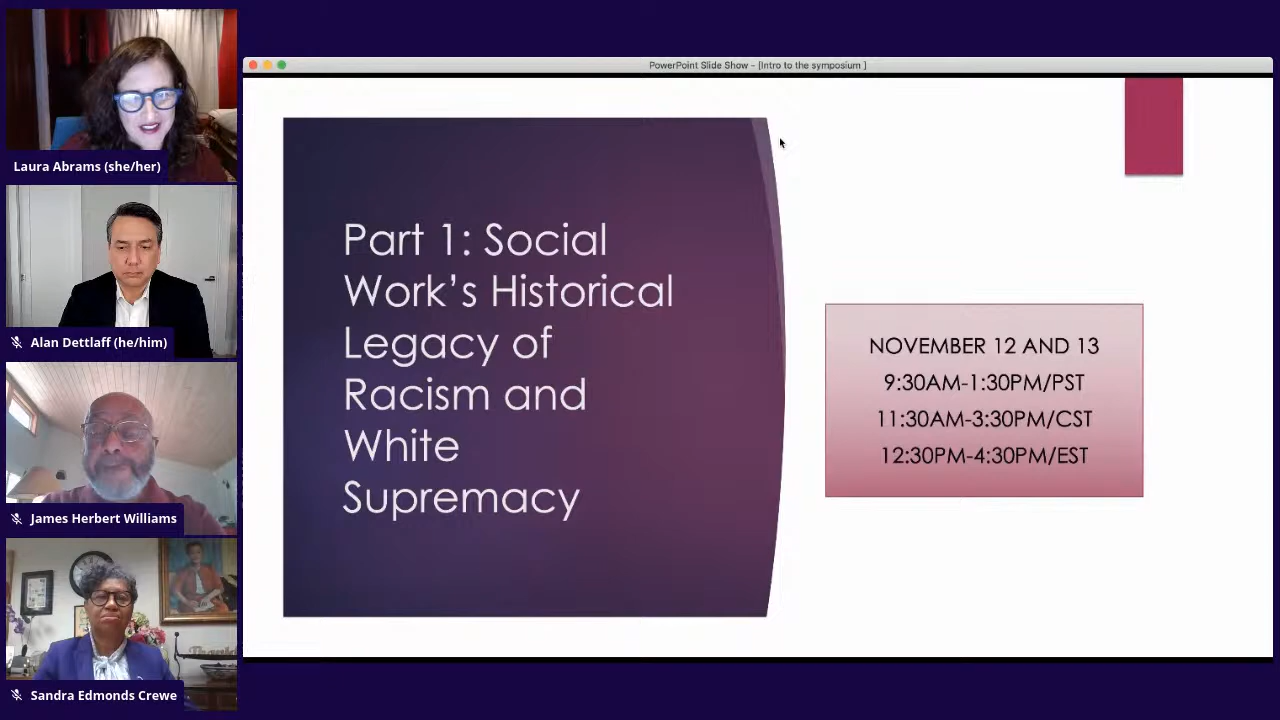 PowerPoint Slide Show - [Intro to the symposium ]
Laura Abrams (she/her)
Alan Dettlaff (he/him)
James Herbert Williams
Sandra Edmonds Crewe
Part 1: Social
Work’s Historical
Legacy of
Racism and
White
Supremacy
NOVEMBER 12 AND 13
9:30AM-1:30PM/PST
11:30AM-3:30PM/CST
12:30PM-4:30PM/EST